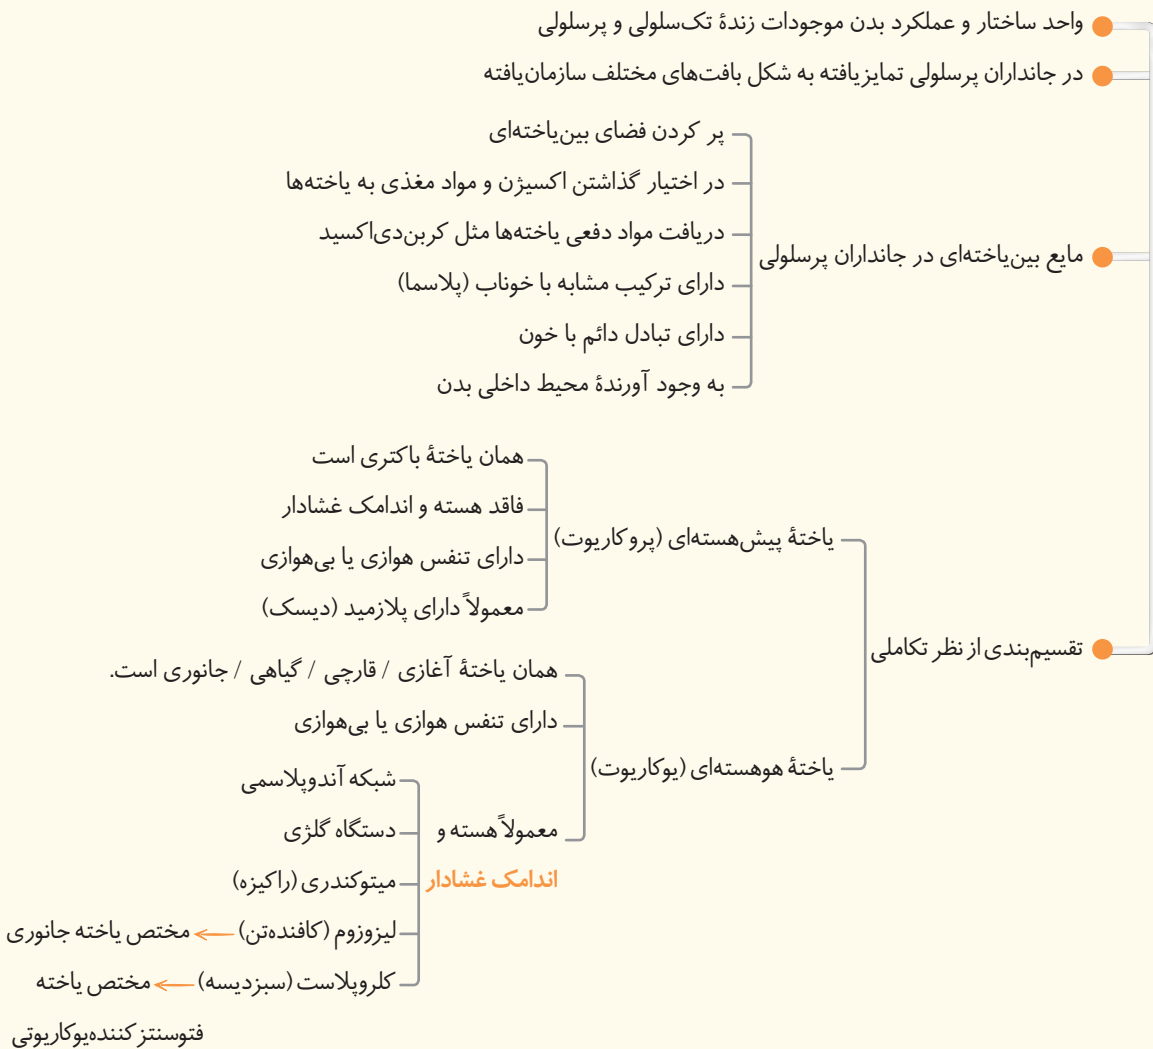 واحد ساختار و عملکرد بدن موجودات زندهٔ تک‌سلولی و پرسلولی
در جانداران پرسلولی تمایزیافته به شکل بافت‌های مختلف سازمان‌یافته
مایع بین‌یاخته‌ای در جانداران پرسلولی
پر کردن فضای بین‌یاخته‌ای
در اختیار گذاشتن اکسیژن و مواد مغذی به یاخته‌ها
دریافت مواد دفعی یاخته‌ها مثل کربن‌دی‌اکسید
دارای ترکیب مشابه با خوناب (پلاسما)
دارای تبادل دائم با خون
به وجود آورندهٔ محیط داخلی بدن
تقسیم‌بندی از نظر تکاملی
یاختهٔ پیش‌هسته‌ای (پروکاریوت)
همان یاختهٔ باکتری است
فاقد هسته و اندامک غشادار
دارای تنفس هوازی یا بی‌هوازی
معمولاً دارای پلازمید (دیسک)
یاختهٔ هوهسته‌ای (یوکاریوت)
همان یاختهٔ آغازی / قارچی / گیاهی / جانوری است.
دارای تنفس هوازی یا بی‌هوازی
معمولاً هسته و
اندامک غشادار
شبکه آندوپلاسمی
دستگاه گلژی
میتوکندری (راکیزه)
لیزوزوم (کافنده‌تن) ← مختص یاخته جانوری
کلروپلاست (سبزدیسه) ← مختص یاخته
فتوسنتز کننده‌یوکاریوتی